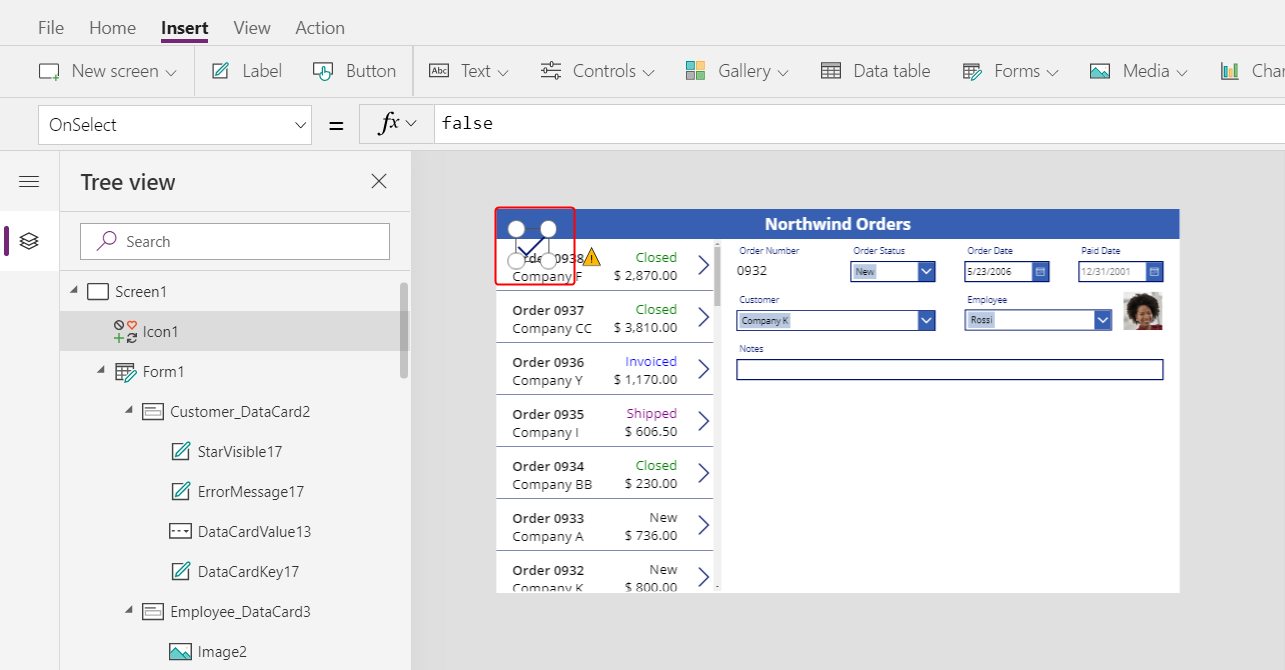 File Home Insert View Action
New screen Label Button Abc Text Controls Gallery Data table Forms Media Char
OnSelect = fx false
Tree view
Search
Screen1
Icon1
Form1
Customer_DataCard2
StarVisible17
ErrorMessage17
DataCardValue13
DataCardKey17
Employee_DataCard3
Image2
Northwind Orders
0938 Closed
Company F $ 2,870.00
Order 0937 Closed
Company CC $ 3,810.00
Order 0936 Invoiced
Company Y $ 1,170.00
Order 0935 Shipped
Company I $ 606.50
Order 0934 Closed
Company BB $ 230.00
Order 0933 New
Company A $ 736.00
Order 0932 New
Company K $ 800.00
Order Number Order Status Order Date Paid Date
0932 New 5/23/2006 12/31/2001
Customer Employee
Company K Rossi
Notes